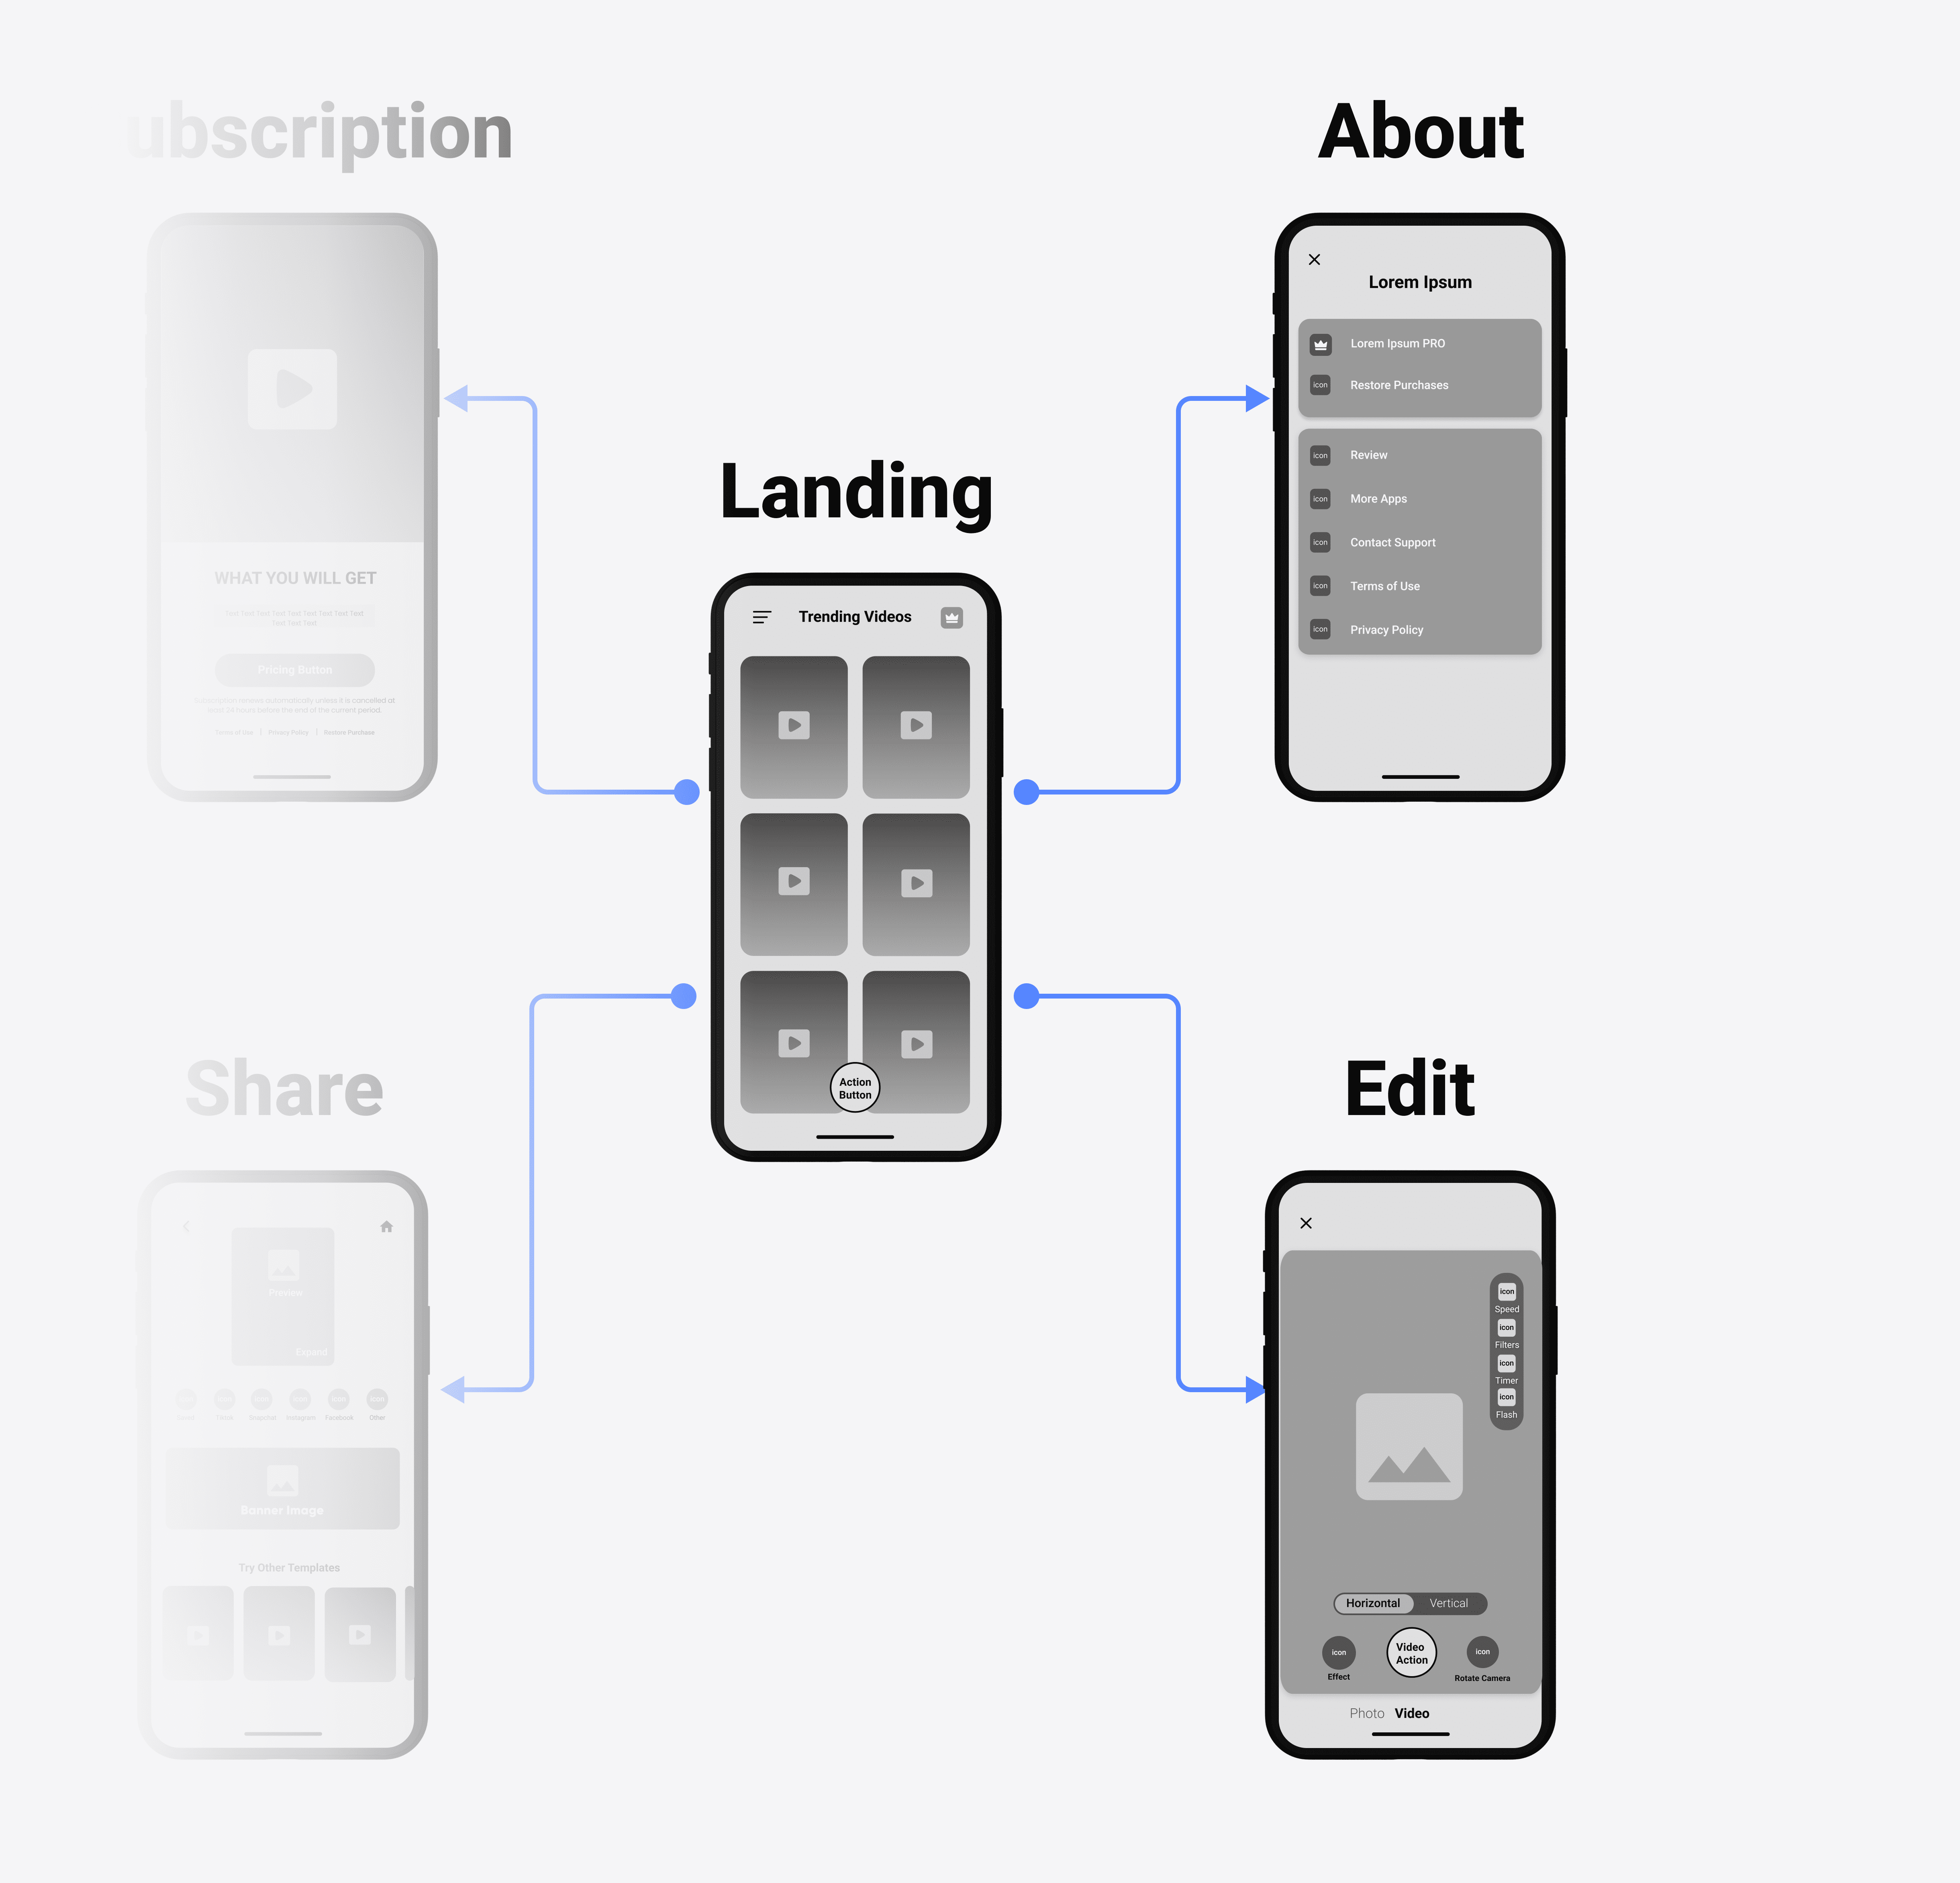 ubscription
WHAT YOU WILL GET
Text Text Text Text Text Text Text Text Text
Text Text Text
Pricing Button
Subscription renews automatically unless it is cancelled at
least 24 hours before the end of the current period.
Terms of Use | Privacy Policy | Restore Purchase
About
Lorem Ipsum
Lorem Ipsum PRO
icon Restore Purchases
icon Review
icon More Apps
icon Contact Support
icon Terms of Use
icon Privacy Policy
Landing
Trending Videos
Action
Button
Share
Preview
Expand
Snapchat Instagram Facebook Other
Banner Image
Try Other Templates
Edit
icon
Speed
icon
Filters
icon
Timer
icon
Flash
Horizontal Vertical
icon Video Action icon
Effect Rotate Camera
Photo Video